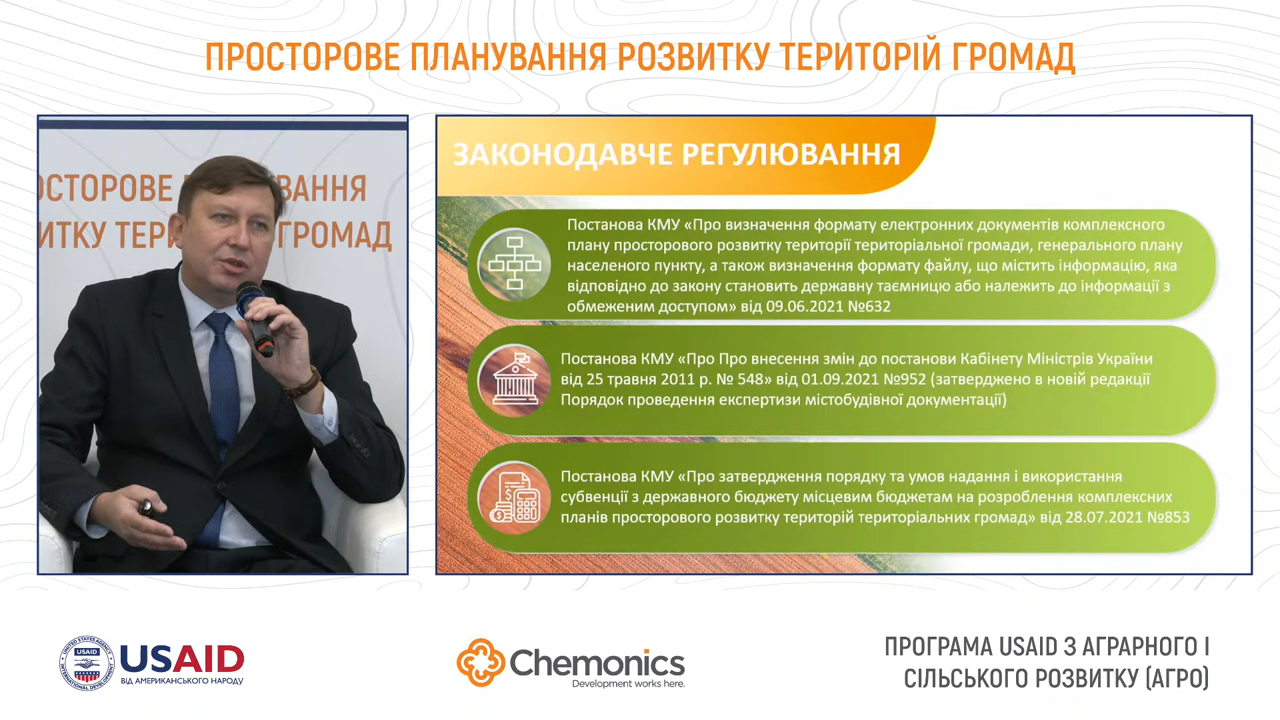 ПРОСТОРОВЕ ПЛАНУВАННЯ РОЗВИТКУ ТЕРИТОРІЙ ГРОМАД
ЗАКОНОДАВЧЕ РЕГУЛЮВАННЯ
Постанова КМУ «Про визначення формату електронних документів комплексного
плану просторового розвитку території територіальної громади, генерального плану
населеного пункту, а також визначення формату файлу, що містить інформацію, яка
відповідно до закону становить державну таємницю або належить до інформації з
обмеженим доступом» від 09.06.2021 №632
Постанова КМУ «Про Про внесення змін до постанови Кабінету Міністрів України
від 25 травня 2011 р. № 548» від 01.09.2021 №952 (затверджено в новій редакції
Порядок проведення експертизи містобудівної документації)
Постанова КМУ «Про затвердження порядку та умов надання і використання
субвенції з державного бюджету місцевим бюджетам на розроблення комплексних
планів просторового розвитку територій територіальних громад» від 28.07.2021 №853
USAID
ВІД АМЕРИКАНСЬКОГО НАРОДУ
Chemonics
Development works here.
ПРОГРАМА USAID З АГРАРНОГО І
СІЛЬСЬКОГО РОЗВИТКУ (АГРО)